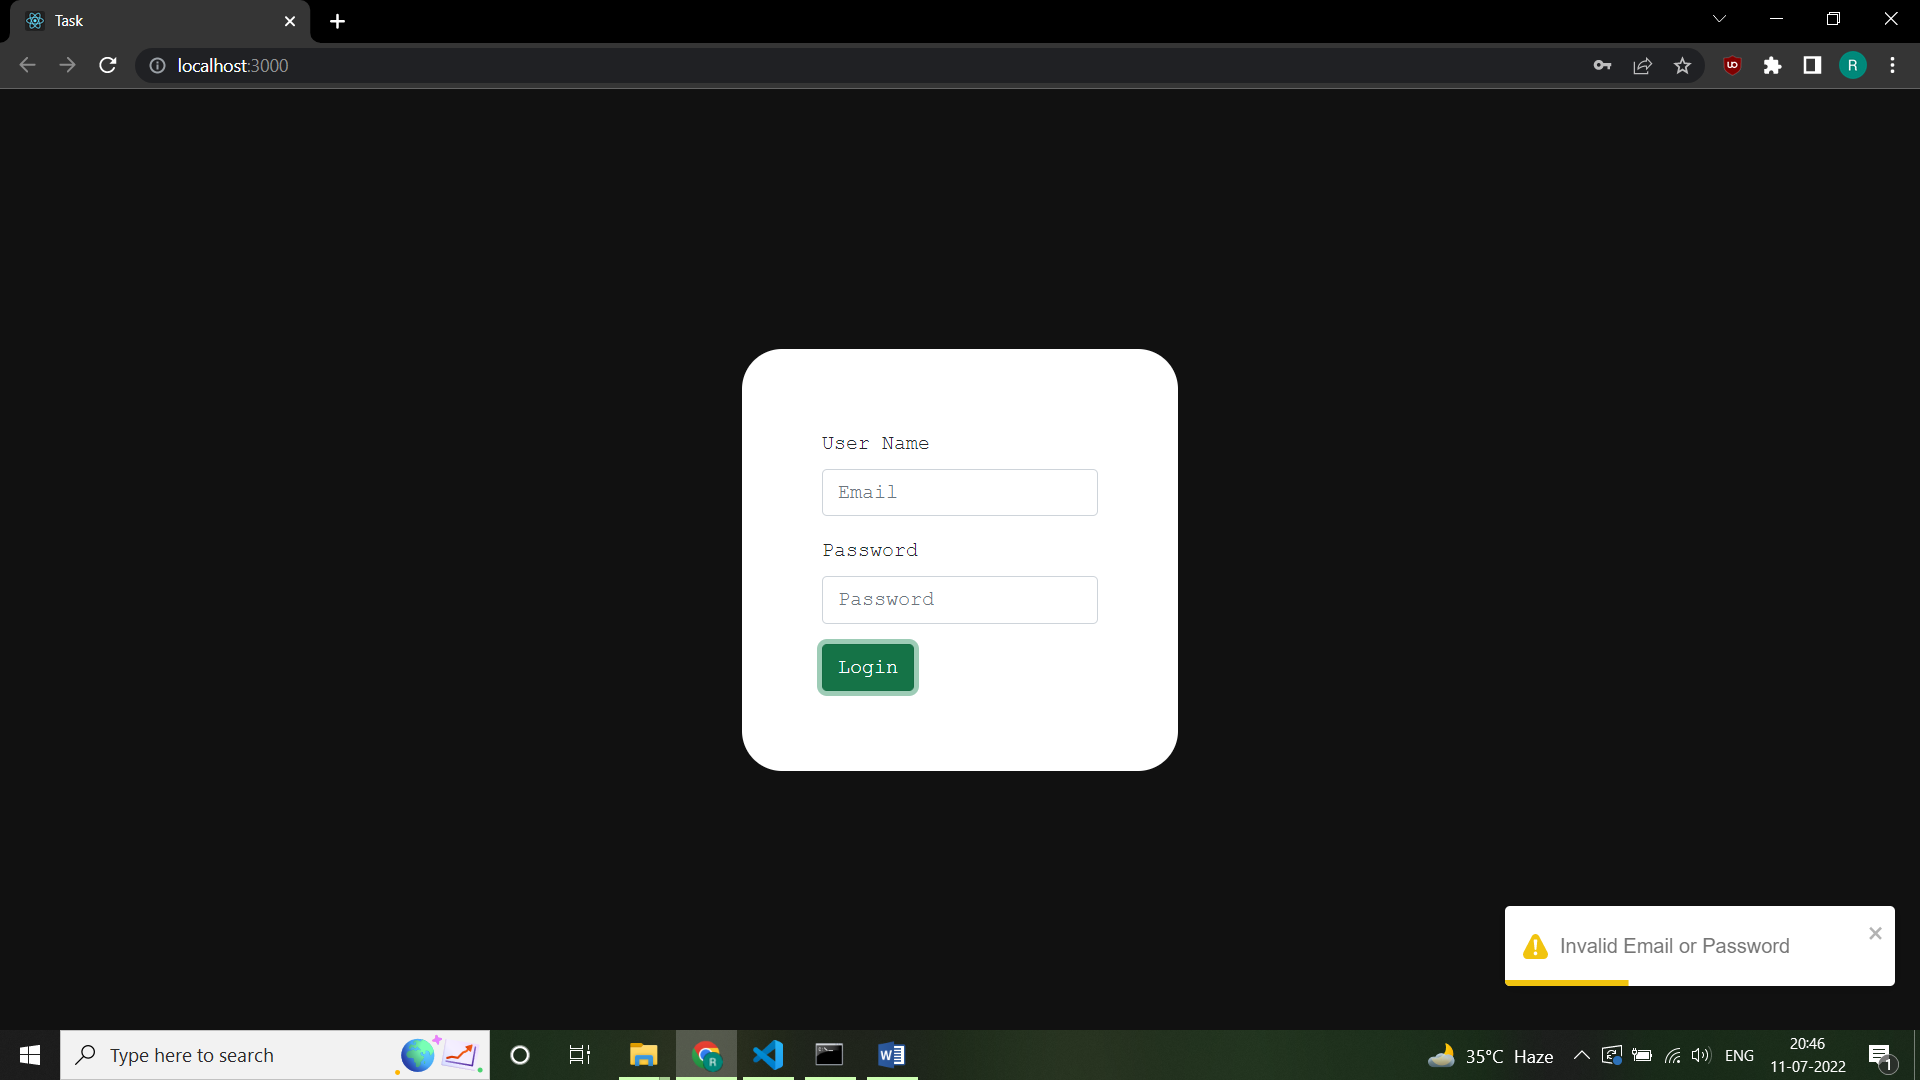 Task
localhost:3000
R
User Name
Email
Password
Password
Login
Invalid Email or Password
Type here to search
35°C Haze
ENG
20:46
11-07-2022
1